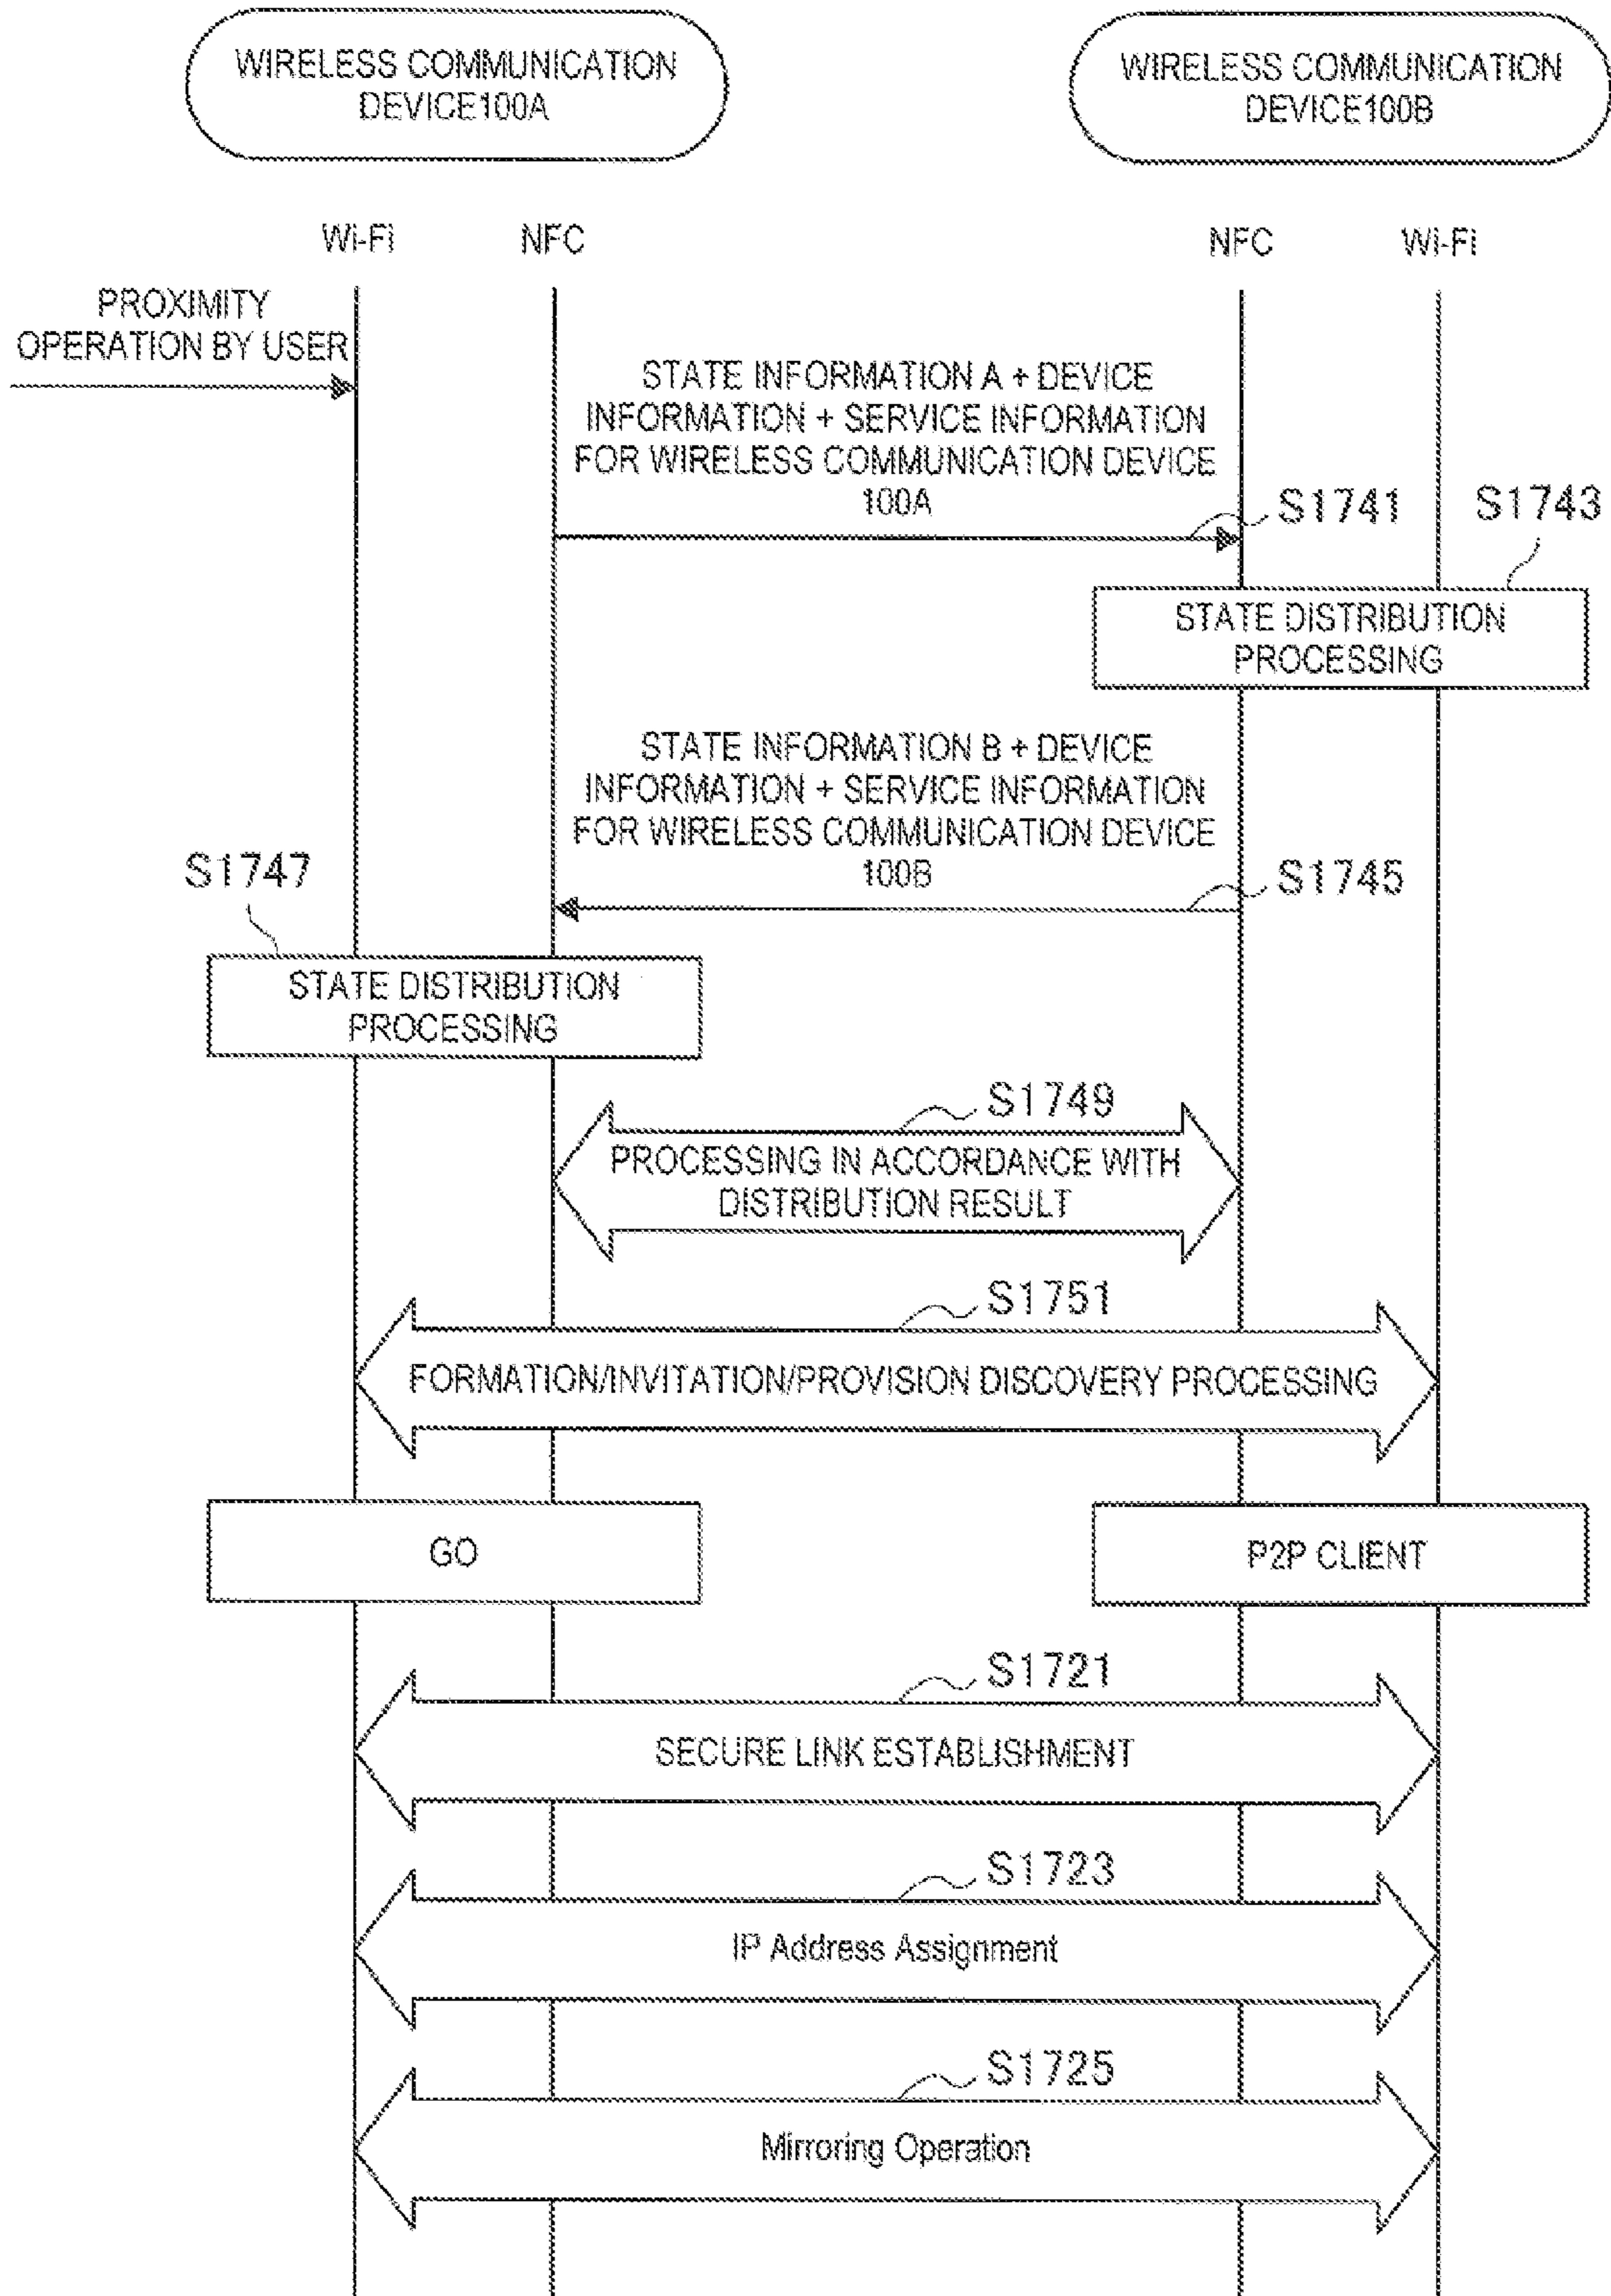 WIRELESS COMMUNICATION
DEVICE100A
WIRELESS COMMUNICATION
DEVICE100B
Wi-Fi
NFC
NFC
Wi-Fi
PROXIMITY
OPERATION BY USER
STATE INFORMATION A + DEVICE
INFORMATION + SERVICE INFORMATION
FOR WIRELESS COMMUNICATION DEVICE
100A
S1741
S1743
STATE DISTRIBUTION
PROCESSING
STATE INFORMATION B + DEVICE
INFORMATION + SERVICE INFORMATION
FOR WIRELESS COMMUNICATION DEVICE
100B
S1745
S1747
STATE DISTRIBUTION
PROCESSING
S1749
PROCESSING IN ACCORDANCE WITH
DISTRIBUTION RESULT
S1751
FORMATION/INVITATION/PROVISION DISCOVERY PROCESSING
GO
P2P CLIENT
S1721
SECURE LINK ESTABLISHMENT
S1723
IP Address Assignment
S1725
Mirroring Operation